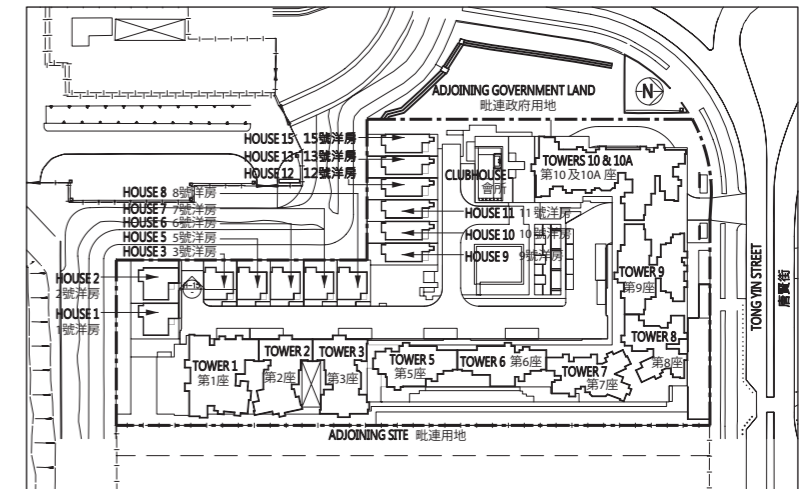 N
ADJOINING GOVERNMENT LAND
毗連政府用地
HOUSE 15 15號洋房
HOUSE 13 13號洋房
HOUSE 12 12號洋房
CLUBHOUSE
會所
TOWERS 10 & 10A
第10及10A 座
HOUSE 8 8號洋房
HOUSE 7 7號洋房
HOUSE 6 6號洋房
HOUSE 5 5號洋房
HOUSE 3 3號洋房
HOUSE 11 11號洋房
HOUSE 10 10號洋房
HOUSE 9 9號洋房
HOUSE 2
2號洋房
HOUSE 1
1號洋房
TOWER 9
第9座
TONG YIN STREET
唐賢街
TOWER 1
第1座
TOWER 2
第2座
TOWER 3
第3座
TOWER 5
第5座
TOWER 6 第6座
TOWER 7
第7座
TOWER 8
第8座
ADJOINING SITE 毗連用地